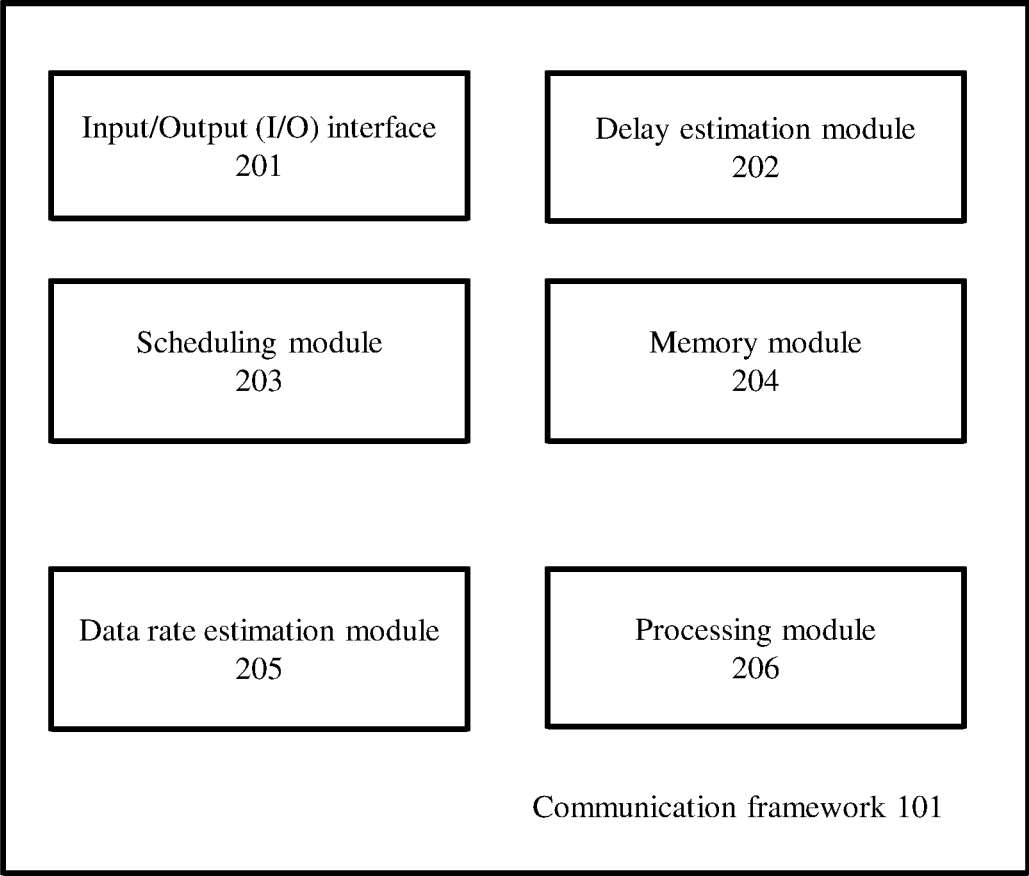 Input/Output (I/O) interface
201
Delay estimation module
202
Scheduling module
203
Memory module
204
Data rate estimation module
205
Processing module
206
Communication framework 101